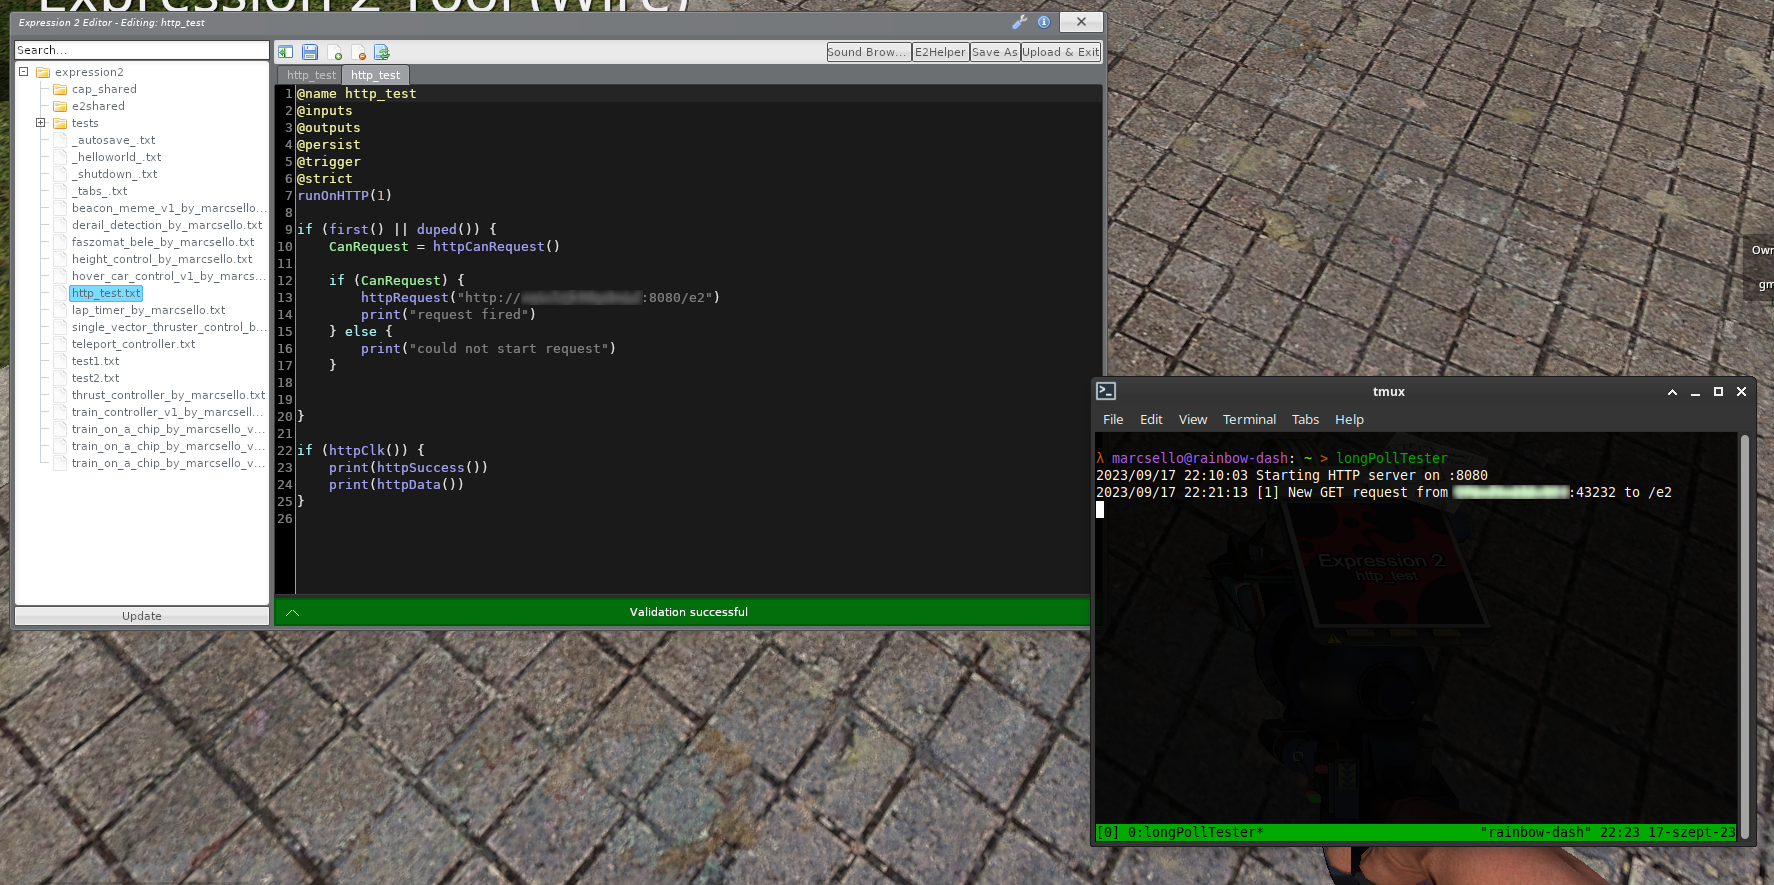 Expression 2 Tool (Wire)
Expression 2 Editor - Editing: http_test
Search...
expression2
cap_shared
e2shared
tests
_autosave_.txt
_helloworld_.txt
_shutdown_.txt
_tabs_.txt
beacon_meme_v1_by_marcsello...
derail_detection_by_marcsello.txt
faszomat_bele_by_marcsello.txt
height_control_by_marcsello.txt
hover_car_control_v1_by_marcs...
http_test.txt
lap_timer_by_marcsello.txt
single_vector_thruster_control_b...
teleport_controller.txt
test1.txt
test2.txt
thrust_controller_by_marcsello.txt
train_controller_v1_by_marcsell...
train_on_a_chip_by_marcsello_v...
train_on_a_chip_by_marcsello_v...
train_on_a_chip_by_marcsello_v...
Update
Sound Brow... E2Helper Save As Upload & Exit
http_test http_test
1 @name http_test
2 @inputs
3 @outputs
4 @persist
5 @trigger
6 @strict
7 runOnHTTP(1)
8
9 if (first() || duped()) {
10 CanRequest = httpCanRequest()
11
12 if (CanRequest) {
13 httpRequest("http:// :8080/e2")
14 print("request fired")
15 } else {
16 print("could not start request")
17 }
18
19
20 }
21
22 if (httpClk()) {
23 print(httpSuccess())
24 print(httpData())
25 }
26
Validation successful
Own
gm
tmux
File Edit View Terminal Tabs Help
λ marcsello@rainbow-dash: ~ > longPollTester
2023/09/17 22:10:03 Starting HTTP server on :8080
2023/09/17 22:21:13 [1] New GET request from :43232 to /e2
Expression 2
http_test
[0] 0:longPollTester* "rainbow-dash" 22:23 17-szept-23